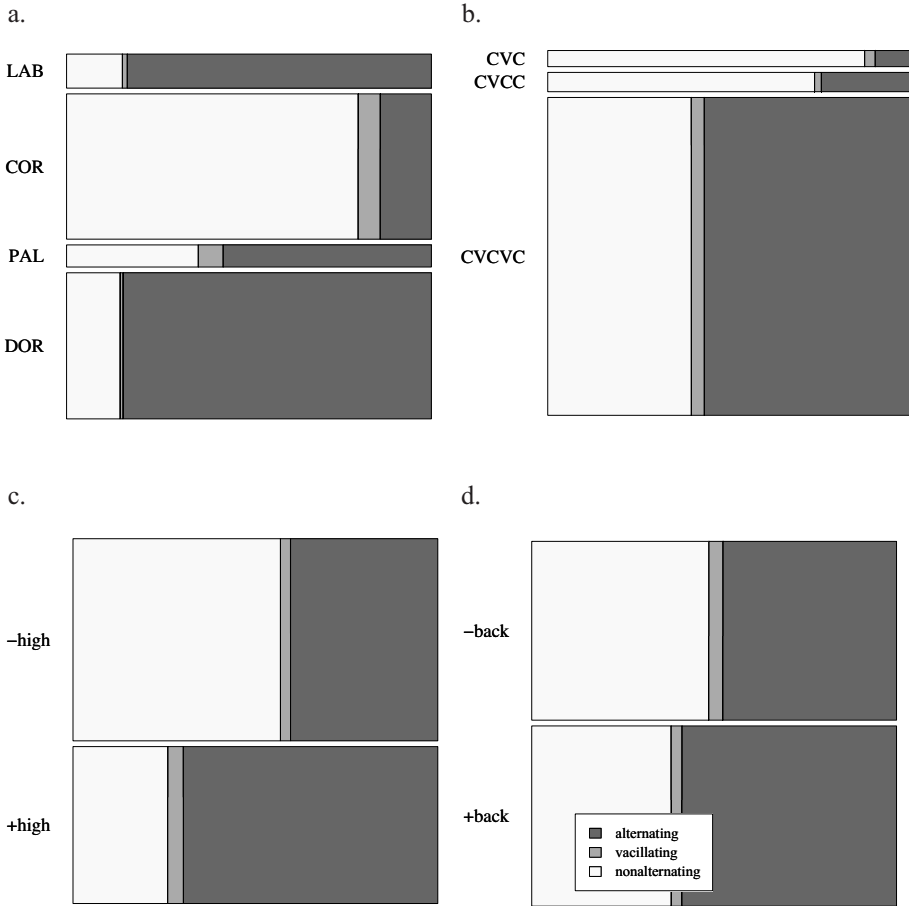 a.
LAB
COR
PAL
DOR
b.
CVC
CVCC
CVCVC
c.
−high
+high
d.
−back
+back
alternating
vacillating
nonalternating